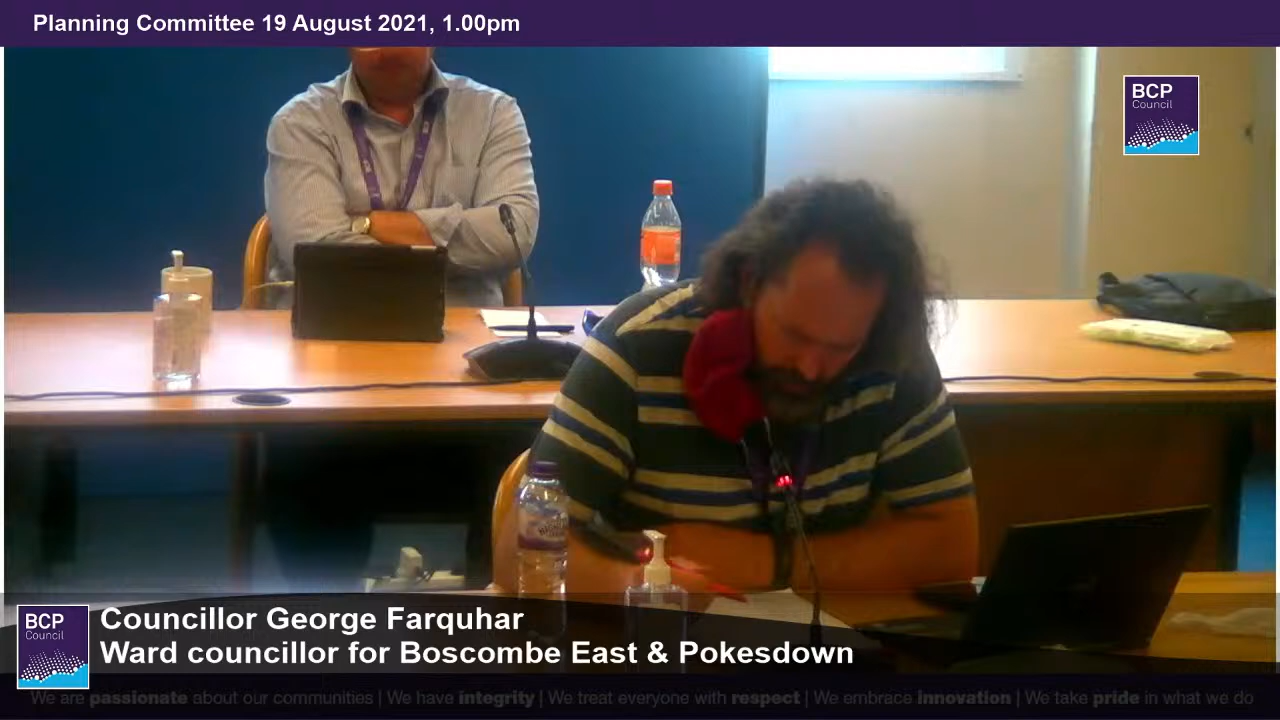 Planning Committee 19 August 2021, 1.00pm
BCP
Council
BCP
Council
Councillor George Farquhar
Ward councillor for Boscombe East & Pokesdown
We are passionate about our communities | We have integrity | We treat everyone with respect | We embrace innovation | We take pride in what we do